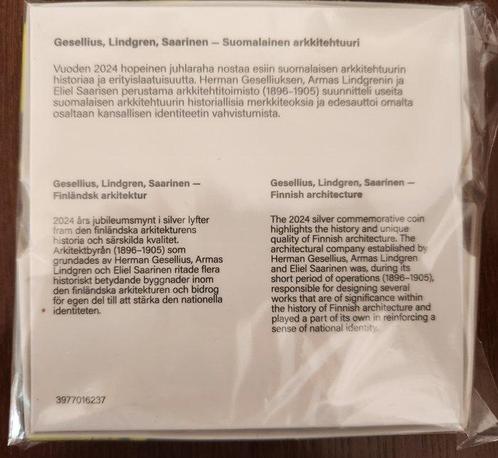 Gesellius, Lindgren, Saarinen – Suomalainen arkkitehtuuri
Vuoden 2024 hopeinen juhlaraha nostaa esiin suomalaisen arkkitehtuurin
historiaa ja erityislaatuisuutta. Herman Geselliuksen, Armas Lindgrenin ja
Eliel Saarisen perustama arkkitehtitoimisto (1896-1905) suunnitteli useita
suomalaisen arkkitehtuurin historiallisia merkkiteoksia ja edesauttoi omalta
osaltaan kansallisen identiteetin vahvistumista.
Gesellius, Lindgren, Saarinen –
Finländsk arkitektur
2024 års jubileumsmynt i silver lyfter
fram den finländska arkitekturens
historia och särskilda kvalitet.
Arkitektbyrån (1896-1905) som
grundades av Herman Gesellius, Armas
Lindgren och Eliel Saarinen ritade flera
historiskt betydande byggnader inom
den finländska arkitekturen och bidrog
för egen del till att stärka den nationella
identiteten.
Gesellius, Lindgren, Saarinen –
Finnish architecture
The 2024 silver commemorative coin
highlights the history and unique
quality of Finnish architecture. The
architectural company established by
Herman Gesellius, Armas Lindgren
and Eliel Saarinen was, during its
short period of operations (1896-1905),
responsible for designing several
works that are of significance within
the history of Finnish architecture and
played a part of its own in reinforcing a
sense of national identity.
3977016237